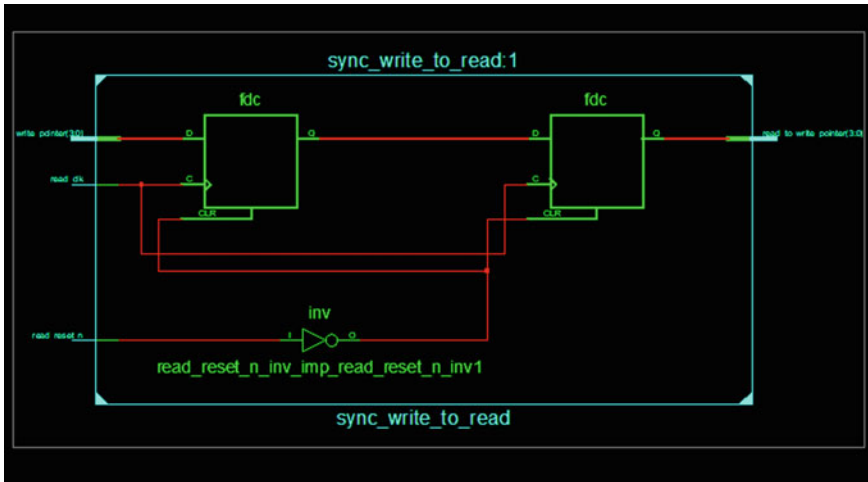 sync_write_to_read:1
fdc fdc
write pointer(3:0) D Q D Q read to write pointer(3:0)
read clk C C
CLR CLR
inv
read reset n I O
read_reset_n_inv_imp_read_reset_n_inv1
sync_write_to_read